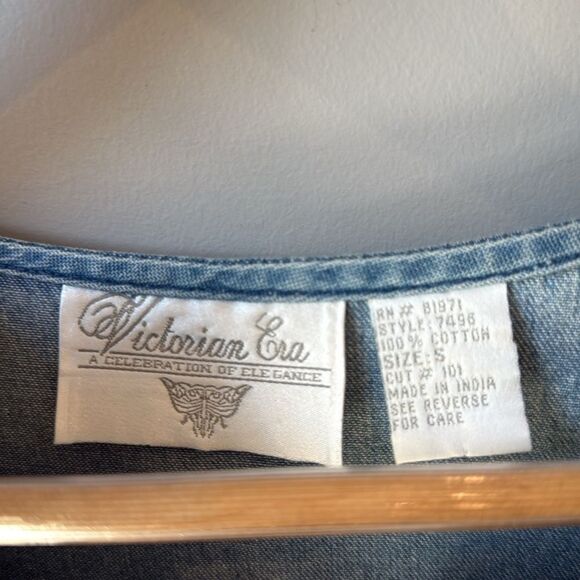 Victorian Era
A CELEBRATION OF ELEGANCE
RN# 81971
STYLE: 7496
100% COTTON
SIZE: S
CUT # 101
MADE IN INDIA
SEE REVERSE
FOR CARE